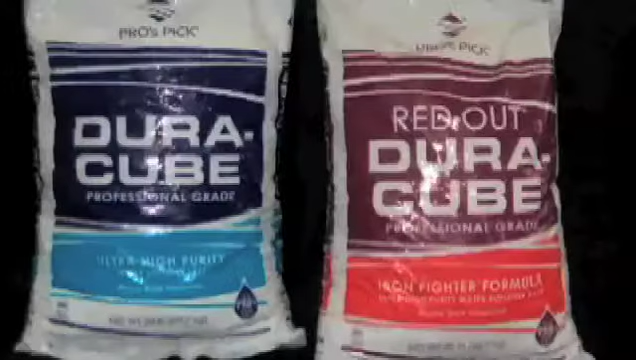 PRO'S PICK
DURA-
CUBE
PROFESSIONAL GRADE
ULTRA HIGH PURITY
PRO'S PICK
RED-OUT
DURA-
CUBE
PROFESSIONAL GRADE
IRON FIGHTER FORMULA